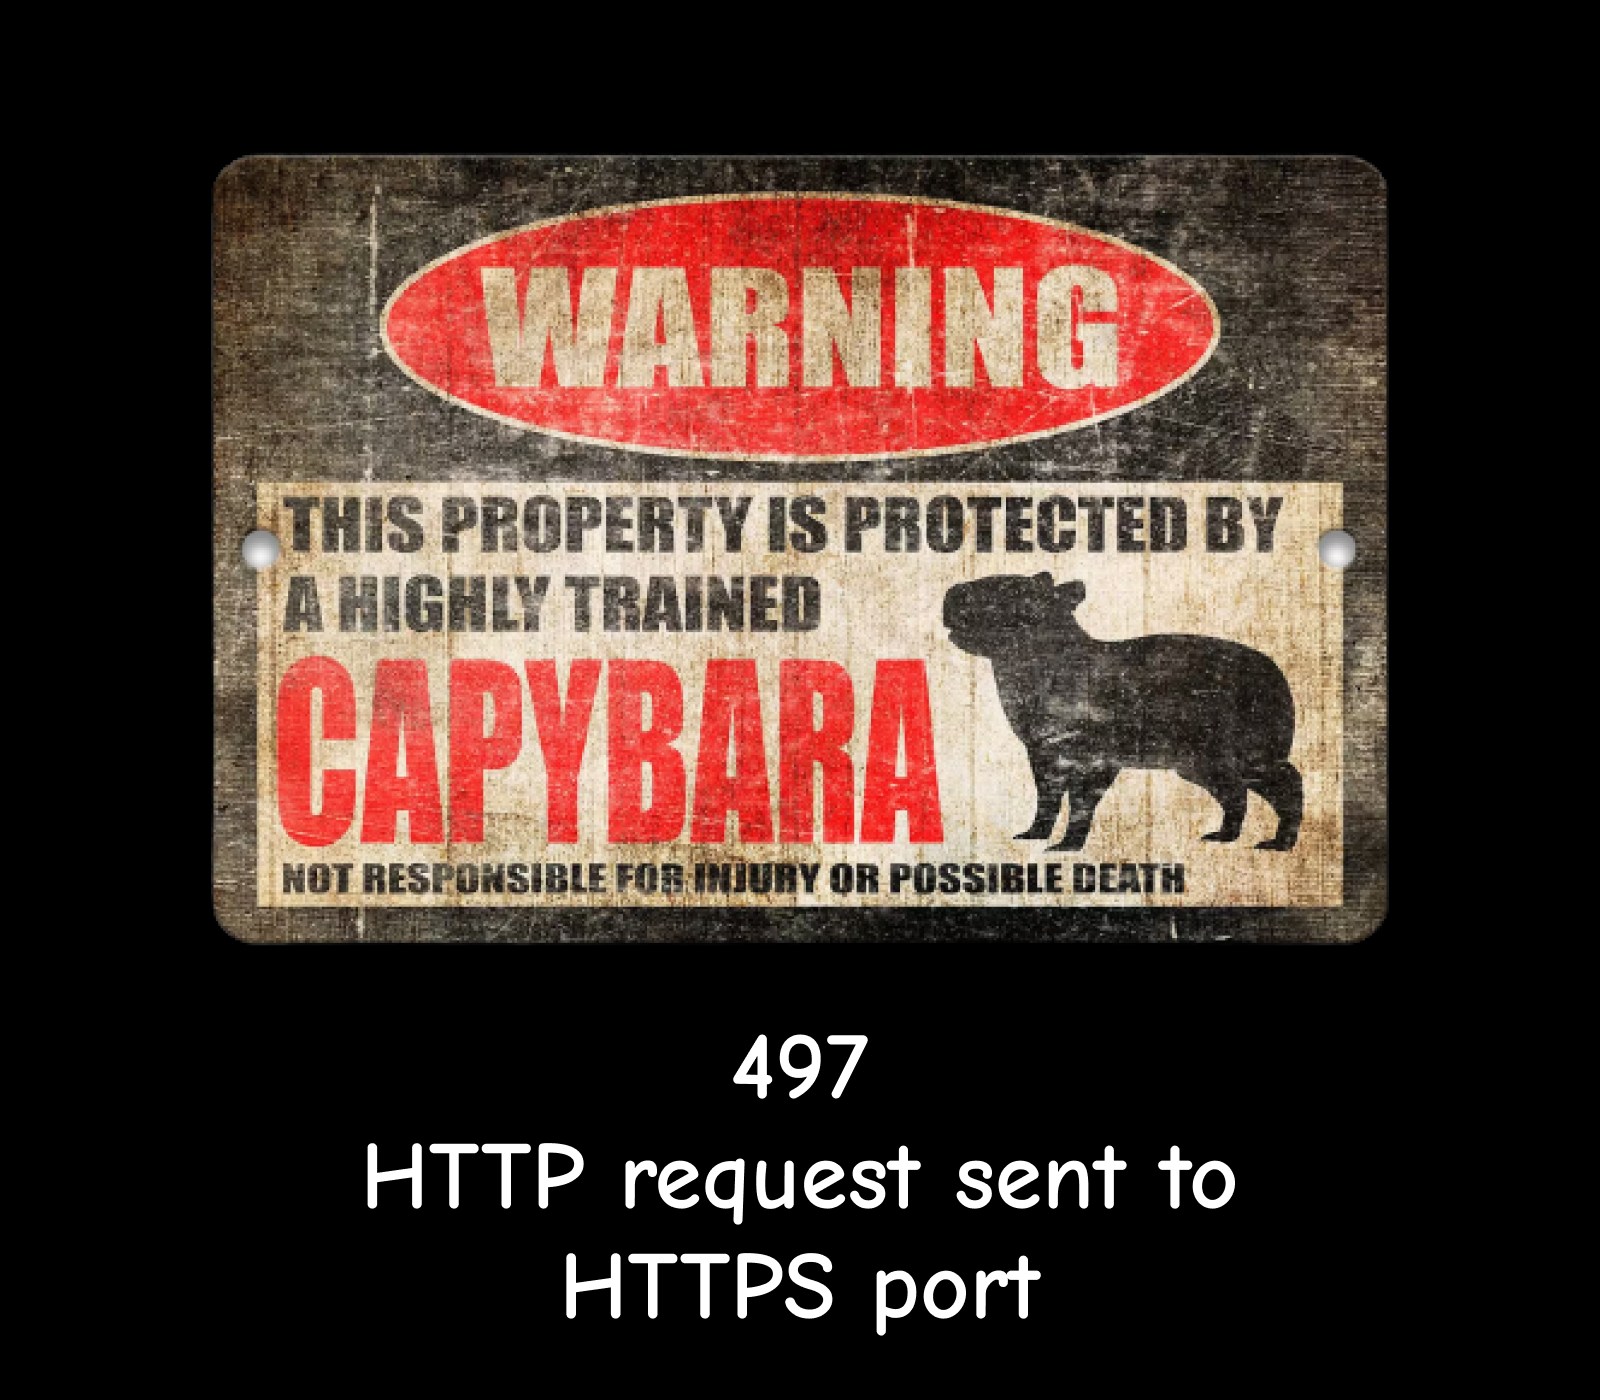 WARNING
THIS PROPERTY IS PROTECTED BY
A HIGHLY TRAINED
CAPYBARA
NOT RESPONSIBLE FOR INJURY OR POSSIBLE DEATH
497
HTTP request sent to
HTTPS port